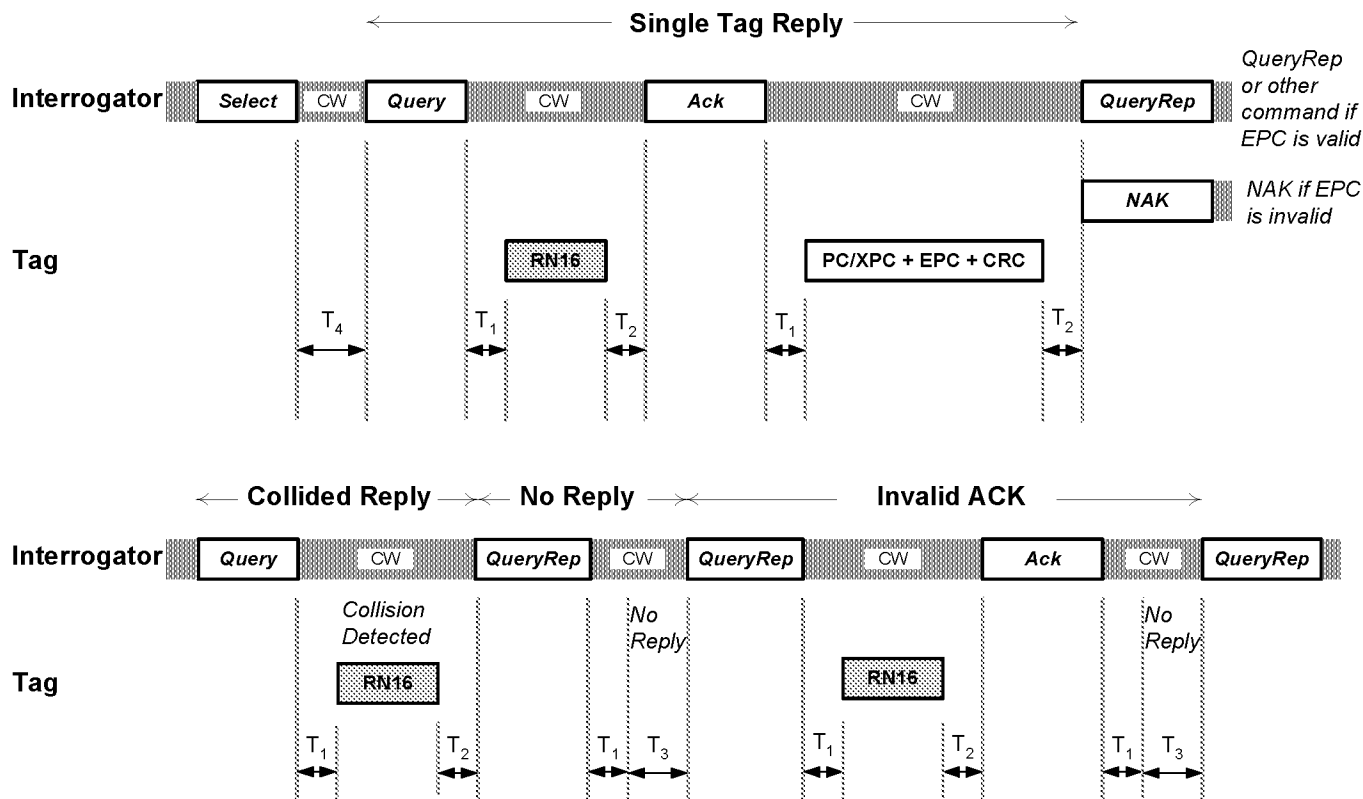 Single Tag Reply
Interrogator
Select
CW
Query
CW
Ack
CW
QueryRep
QueryRep
or other
command if
EPC is valid
NAK
NAK if EPC
is invalid
Tag
RN16
PC/XPC + EPC + CRC
T4
T1
T2
T1
T2
Collided Reply
No Reply
Invalid ACK
Interrogator
Query
CW
QueryRep
CW
QueryRep
CW
Ack
CW
QueryRep
Collision
Detected
No
Reply
No
Reply
Tag
RN16
RN16
T1
T2
T1
T3
T1
T2
T1
T3